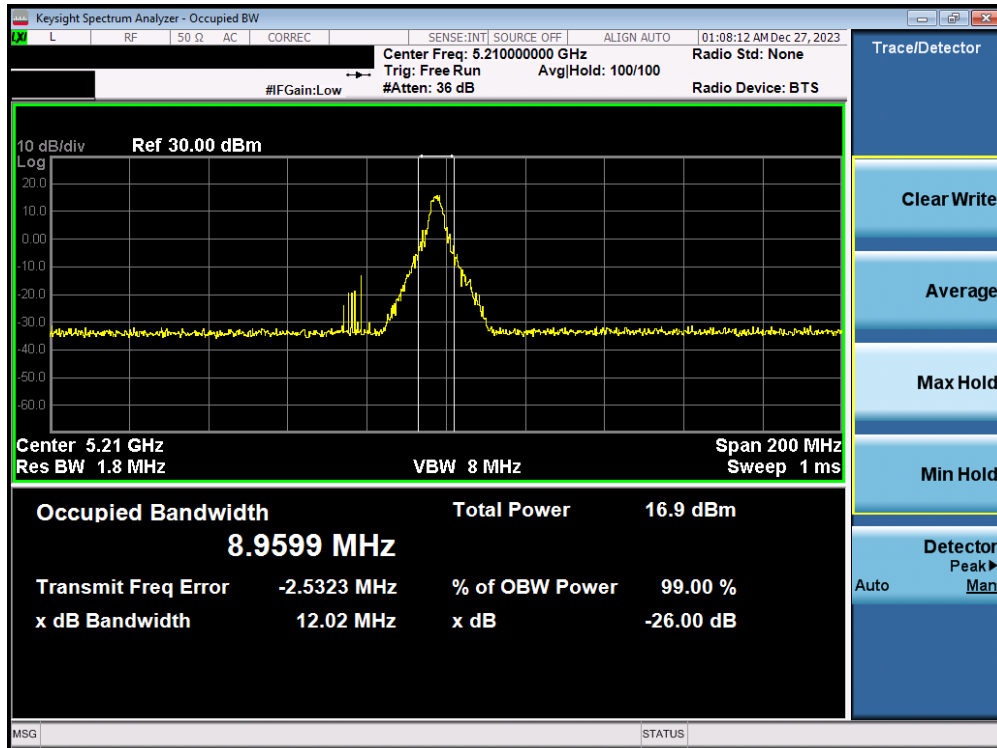 Keysight Spectrum Analyzer - Occupied BW
LXI L RF 50 Ω AC CORREC SENSE:INT SOURCE OFF ALIGN AUTO 01:08:12 AM Dec 27, 2023
Center Freq: 5.210000000 GHz Radio Std: None
Trig: Free Run Avg|Hold: 100/100
#IFGain:Low #Atten: 36 dB Radio Device: BTS
Trace/Detector
10 dB/div Ref 30.00 dBm
Log
20.0
10.0
0.00
-10.0
-20.0
-30.0
-40.0
-50.0
-60.0
Center 5.21 GHz Span 200 MHz
Res BW 1.8 MHz VBW 8 MHz Sweep 1 ms
Occupied Bandwidth Total Power 16.9 dBm
8.9599 MHz
Transmit Freq Error -2.5323 MHz % of OBW Power 99.00 %
x dB Bandwidth 12.02 MHz x dB -26.00 dB
Clear Write
Average
Max Hold
Min Hold
Detector
Peak▶
Auto Man
MSG STATUS